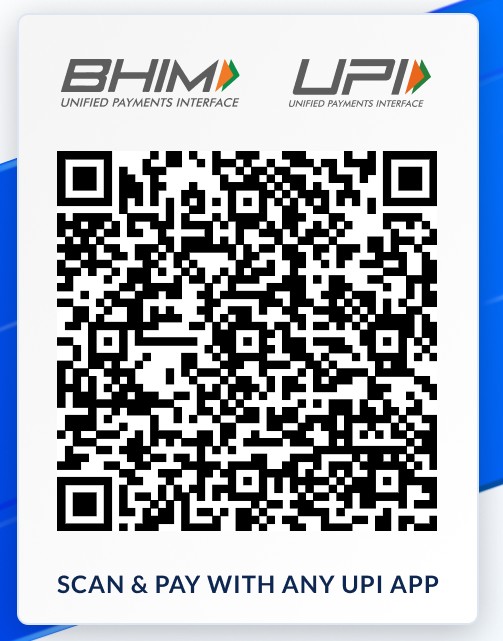 BHIM UPI
UNIFIED PAYMENTS INTERFACE UNIFIED PAYMENTS INTERFACE
SCAN & PAY WITH ANY UPI APP